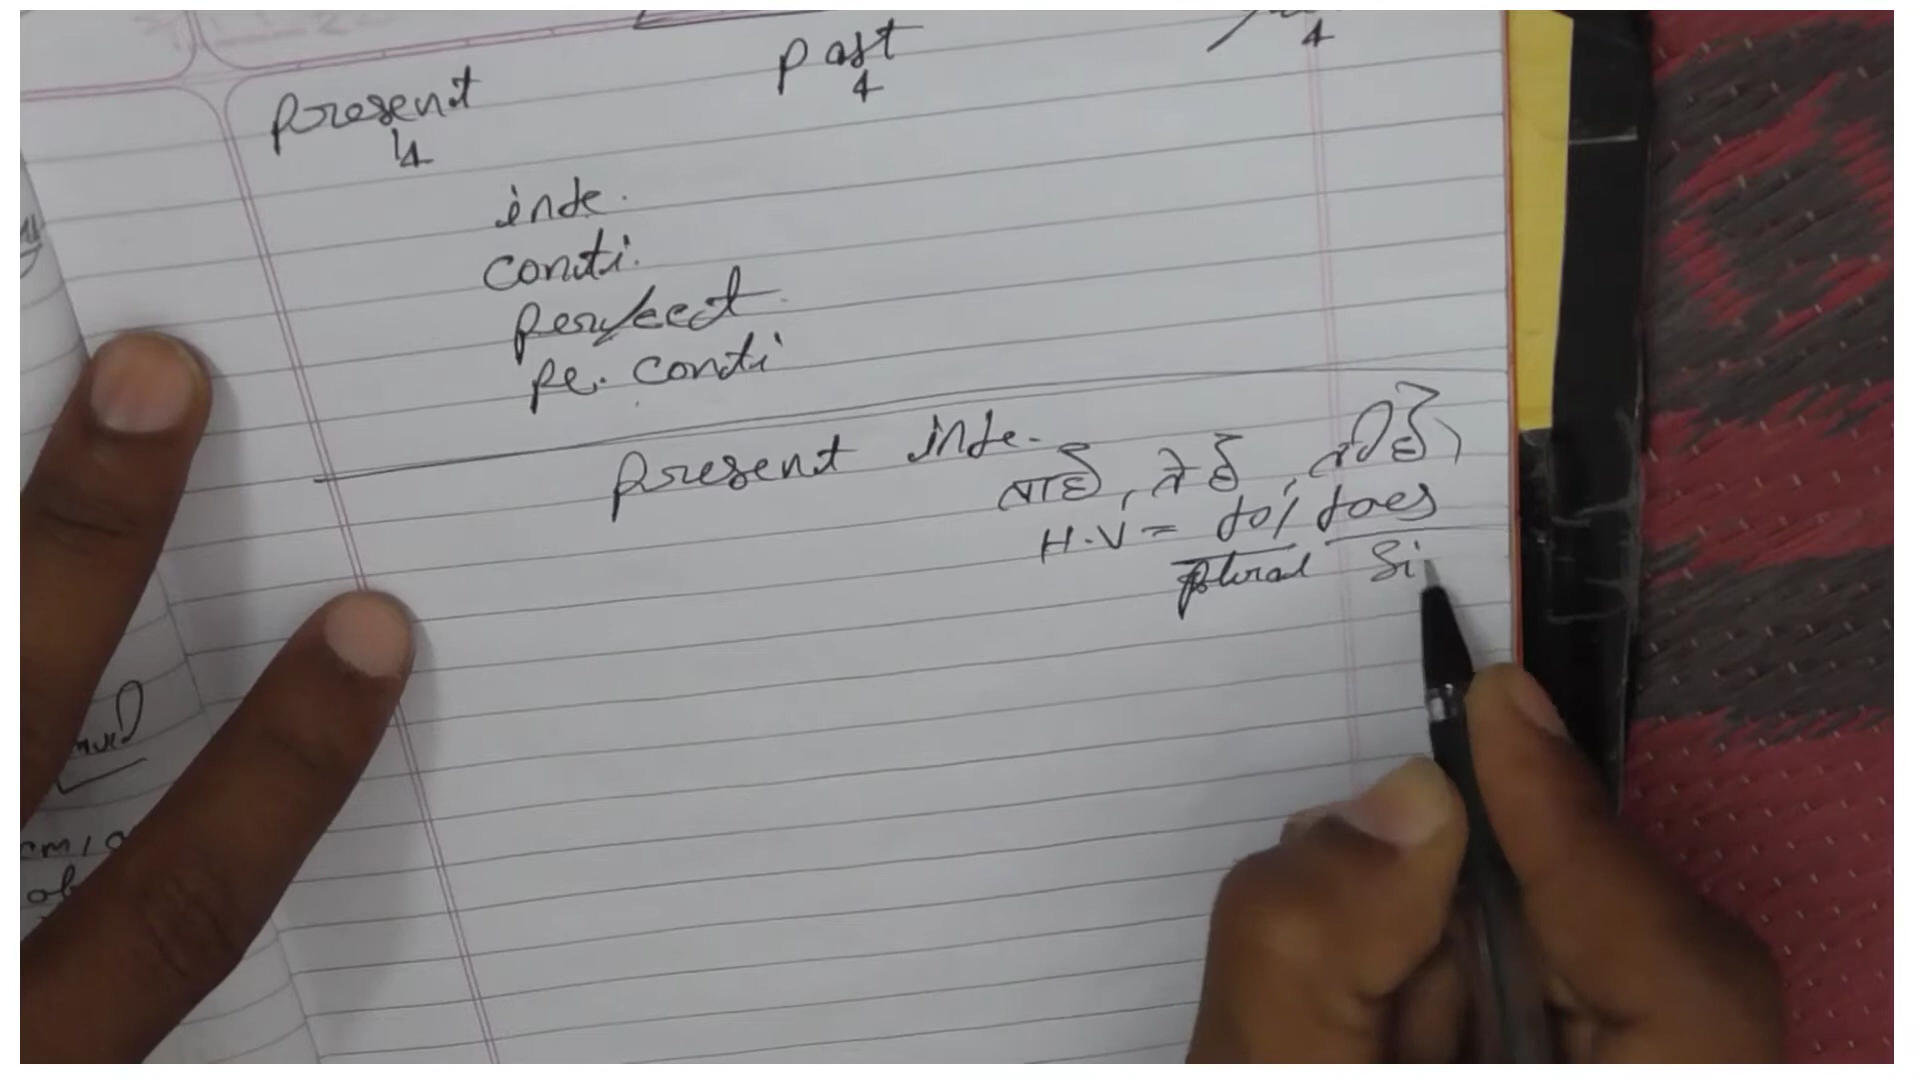 Present
Past
4
4
4
inde.
conti.
perfect
pe. conti
Present inde.
ता है, ते है, ती है,
H.V = do/does
plural Si